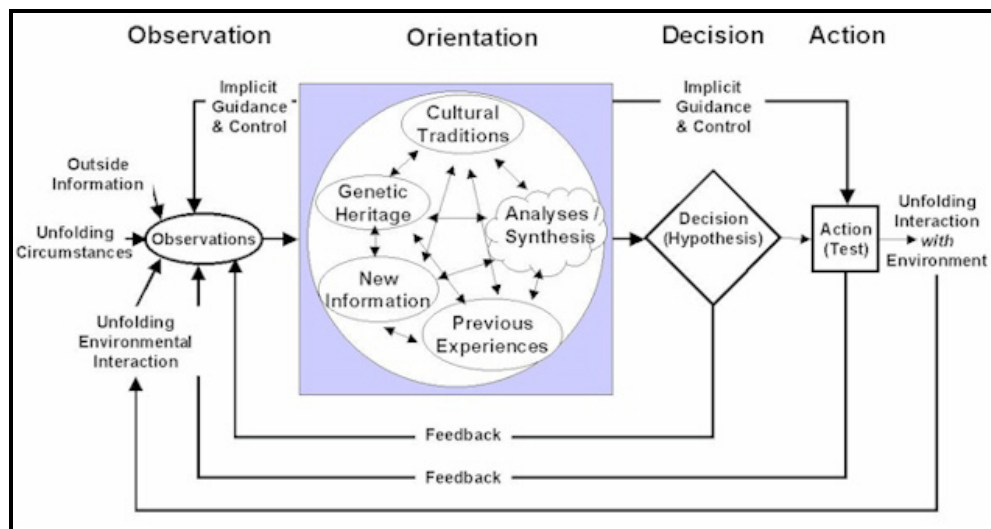 Observation
Orientation
Decision
Action
Implicit
Guidance
& Control
Cultural
Traditions
Implicit
Guidance
& Control
Outside
Information
Genetic
Heritage
Analyses /
Synthesis
Decision
(Hypothesis)
Action
(Test)
Unfolding
Interaction
with
Environment
Unfolding
Circumstances
Observations
New
Information
Previous
Experiences
Unfolding
Environmental
Interaction
Feedback
Feedback